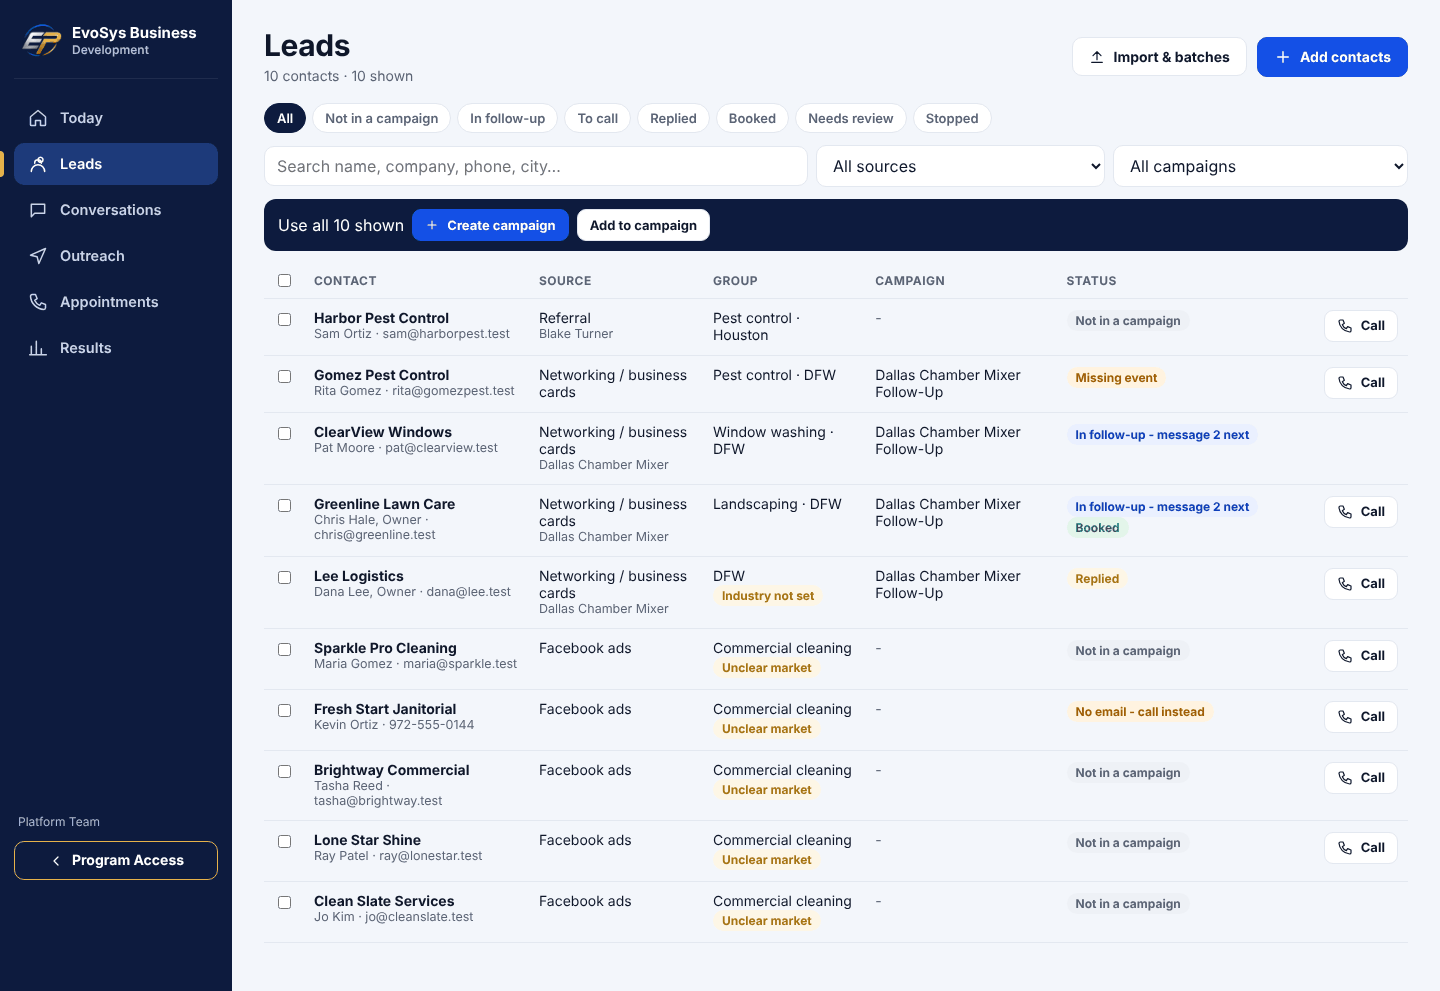 EvoSys Business
Development
Today
Leads
Conversations
Outreach
Appointments
Results
Platform Team
Program Access
Leads
10 contacts · 10 shown
Import & batches
Add contacts
All
Not in a campaign
In follow-up
To call
Replied
Booked
Needs review
Stopped
Search name, company, phone, city...
All sources
All campaigns
Use all 10 shown
Create campaign
Add to campaign
CONTACT SOURCE GROUP CAMPAIGN STATUS
Harbor Pest Control
Sam Ortiz · sam@harborpest.test
Referral
Blake Turner
Pest control ·
Houston
-
Not in a campaign
Call
Gomez Pest Control
Rita Gomez · rita@gomezpest.test
Networking / business
cards
Pest control · DFW
Dallas Chamber Mixer
Follow-Up
Missing event
Call
ClearView Windows
Pat Moore · pat@clearview.test
Networking / business
cards
Dallas Chamber Mixer
Window washing ·
DFW
Dallas Chamber Mixer
Follow-Up
In follow-up - message 2 next
Greenline Lawn Care
Chris Hale, Owner ·
chris@greenline.test
Networking / business
cards
Dallas Chamber Mixer
Landscaping · DFW
Dallas Chamber Mixer
Follow-Up
In follow-up - message 2 next
Booked
Call
Lee Logistics
Dana Lee, Owner · dana@lee.test
Networking / business
cards
Dallas Chamber Mixer
DFW
Industry not set
Dallas Chamber Mixer
Follow-Up
Replied
Call
Sparkle Pro Cleaning
Maria Gomez · maria@sparkle.test
Facebook ads
Commercial cleaning
Unclear market
-
Not in a campaign
Call
Fresh Start Janitorial
Kevin Ortiz · 972-555-0144
Facebook ads
Commercial cleaning
Unclear market
-
No email - call instead
Call
Brightway Commercial
Tasha Reed ·
tasha@brightway.test
Facebook ads
Commercial cleaning
Unclear market
-
Not in a campaign
Call
Lone Star Shine
Ray Patel · ray@lonestar.test
Facebook ads
Commercial cleaning
Unclear market
-
Not in a campaign
Call
Clean Slate Services
Jo Kim · jo@cleanslate.test
Facebook ads
Commercial cleaning
Unclear market
-
Not in a campaign